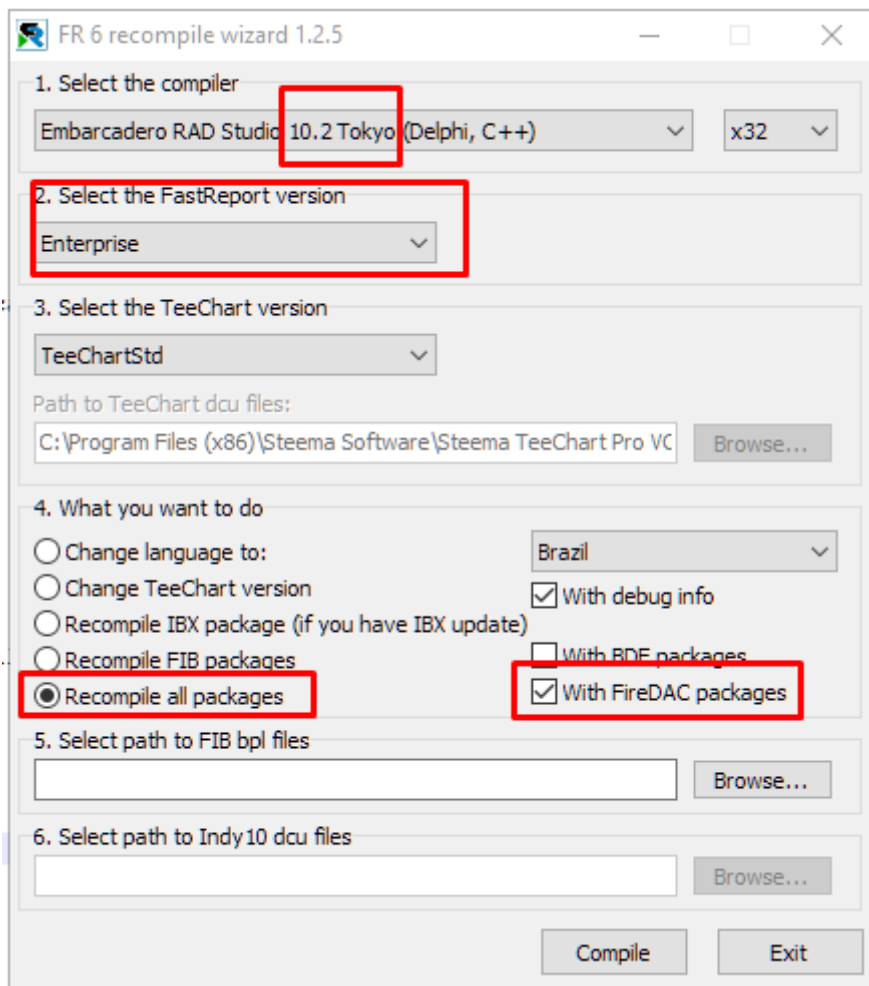 FR 6 recompile wizard 1.2.5
1. Select the compiler
Embarcadero RAD Studio 10.2 Tokyo (Delphi, C++)
x32
2. Select the FastReport version
Enterprise
3. Select the TeeChart version
TeeChartStd
Path to TeeChart dcu files:
C:\Program Files (x86)\Steema Software\Steema TeeChart Pro VC
Browse...
4. What you want to do
Change language to:
Brazil
Change TeeChart version
With debug info
Recompile IBX package (if you have IBX update)
Recompile FIB packages
With BDE packages
Recompile all packages
With FireDAC packages
5. Select path to FIB bpl files
Browse...
6. Select path to Indy10 dcu files
Browse...
Compile
Exit